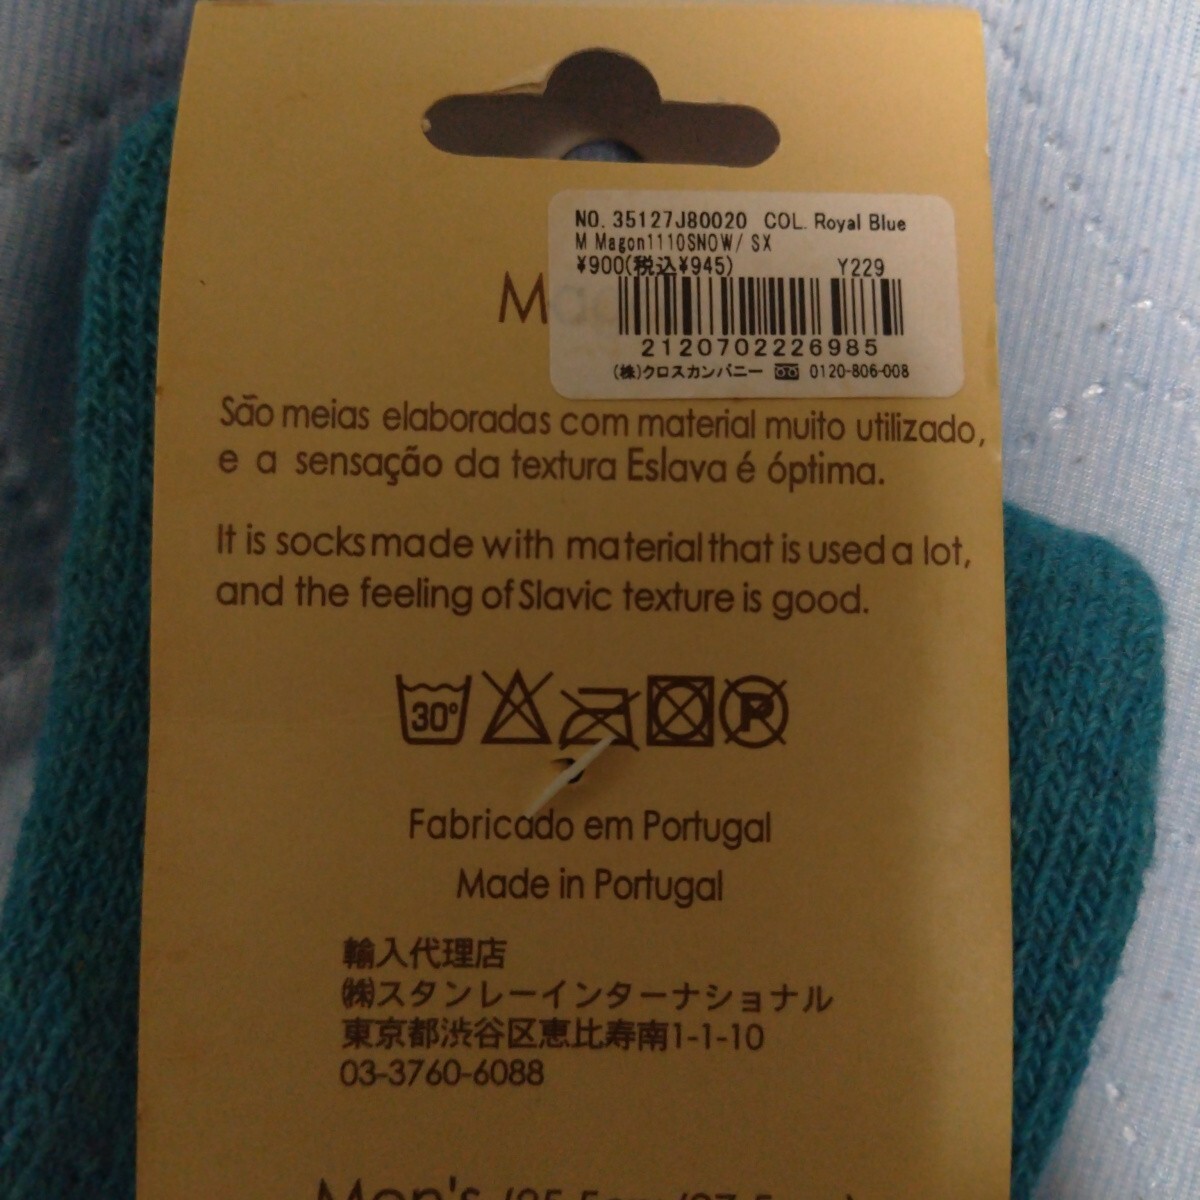 NO. 35127J80020 COL. Royal Blue
M Magon1110SNOW/ SX
¥900(税込¥945) Y229
2120702226985
(株)クロスカンパニー 0120-806-008
São meias elaboradas com material muito utilizado,
e a sensação da textura Eslava é óptima.
It is socks made with material that is used a lot,
and the feeling of Slavic texture is good.
30°
P
Fabricado em Portugal
Made in Portugal
輸入代理店
㈱スタンレーインターナショナル
東京都渋谷区恵比寿南1-1-10
03-3760-6088
Men's